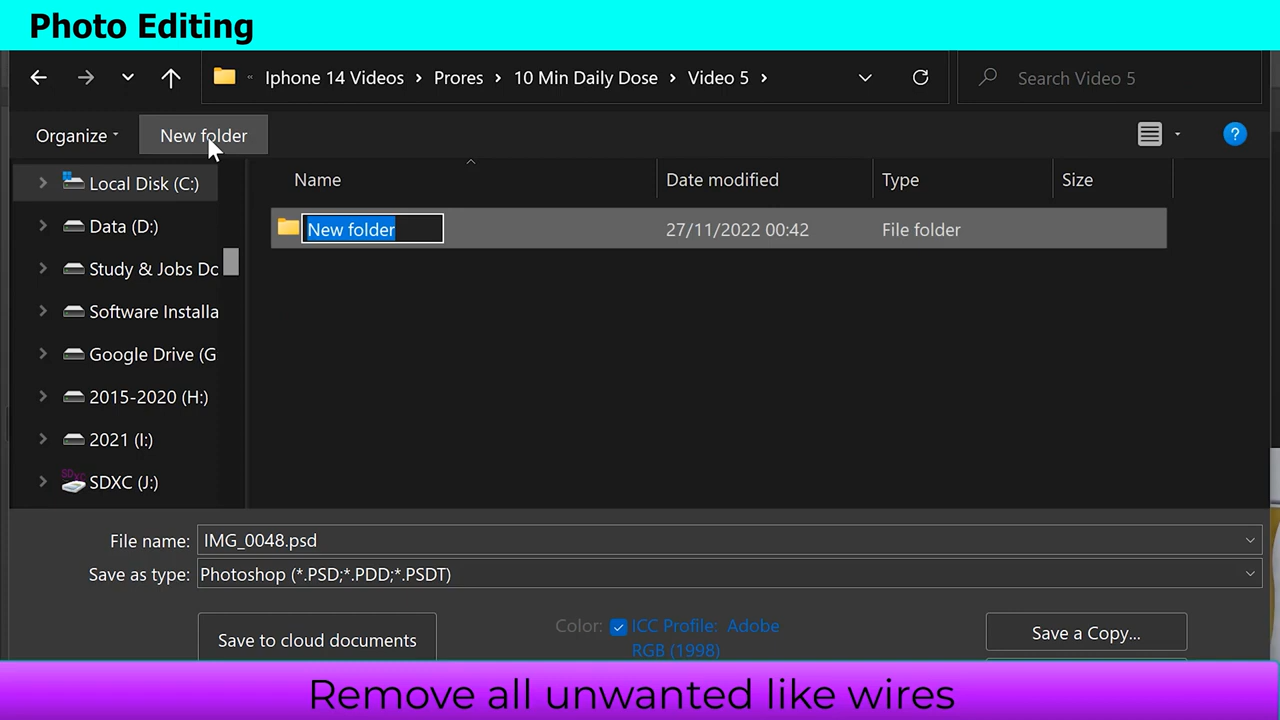 Photo Editing
« Iphone 14 Videos > Prores > 10 Min Daily Dose > Video 5 >
Search Video 5
Organize
New folder
?
Name
Date modified
Type
Size
Local Disk (C:)
Data (D:)
Study & Jobs Do
Software Installa
Google Drive (G
2015-2020 (H:)
2021 (I:)
SDXC (J:)
New folder
27/11/2022 00:42
File folder
File name: IMG_0048.psd
Save as type: Photoshop (*.PSD;*.PDD;*.PSDT)
Save to cloud documents
Color: ICC Profile: Adobe
RGB (1998)
Save a Copy...
Remove all unwanted like wires